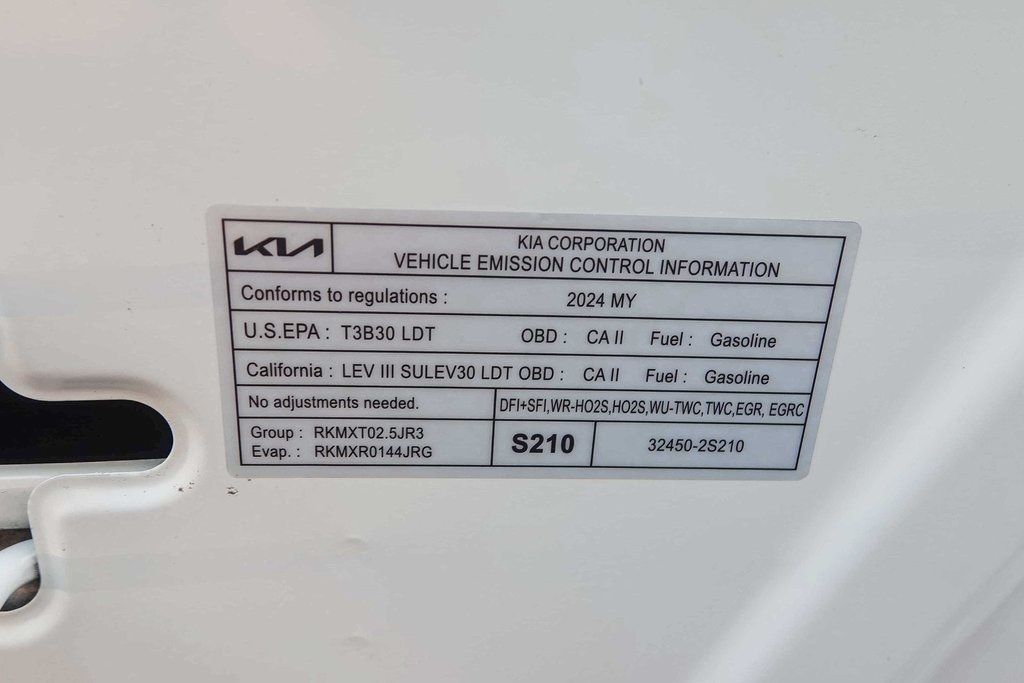 KIA
KIA CORPORATION
VEHICLE EMISSION CONTROL INFORMATION
Conforms to regulations : 2024 MY
U.S.EPA : T3B30 LDT OBD : CA II Fuel : Gasoline
California : LEV III SULEV30 LDT OBD : CA II Fuel : Gasoline
No adjustments needed. DFI+SFI,WR-HO2S,HO2S,WU-TWC,TWC,EGR, EGRC
Group : RKMXT02.5JR3
Evap. : RKMXR0144JRG
S210
32450-2S210